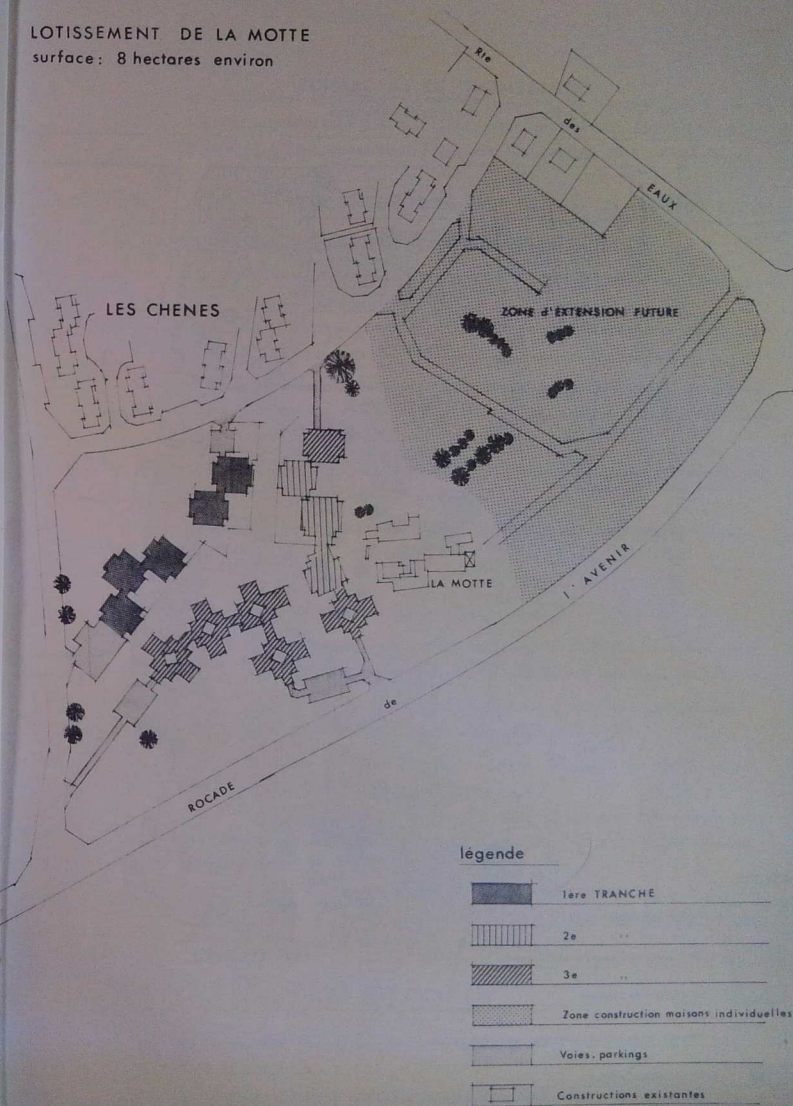 LOTISSEMENT DE LA MOTTE
surface: 8 hectares environ
Rte
des
EAUX
LES CHENES
ZONE d'EXTENSION FUTURE
LA MOTTE
ROCADE
de
l'AVENIR
légende
1ère TRANCHE
2e "
3e "
Zone construction maisons individuelles
Voies, parkings
Constructions existantes